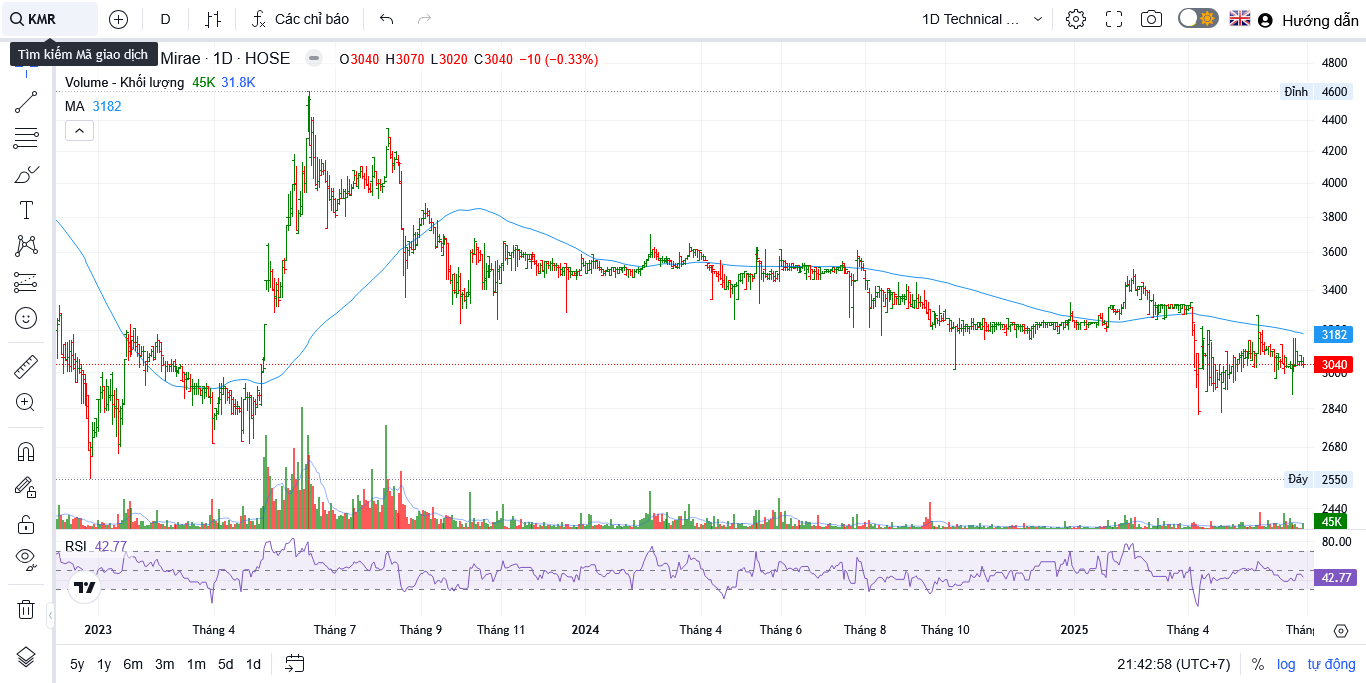 KMR
D
Các chỉ báo
1D Technical ...
Hướng dẫn
Tìm kiếm Mã giao dịch
Mirae · 1D · HOSE
O3040 H3070 L3020 C3040 −10 (−0.33%)
Volume - Khối lượng 45K 31.8K
MA 3182
4800
Đỉnh 4600
4400
4200
4000
3800
3600
3400
3182
3040
3000
2840
2680
Đáy 2550
2440
45K
RSI 42.77
80.00
42.77
2023 Tháng 4 Tháng 7 Tháng 9 Tháng 11 2024 Tháng 4 Tháng 6 Tháng 8 Tháng 10 2025 Tháng 4
5y 1y 6m 3m 1m 5d 1d
21:42:58 (UTC+7) % log tự động